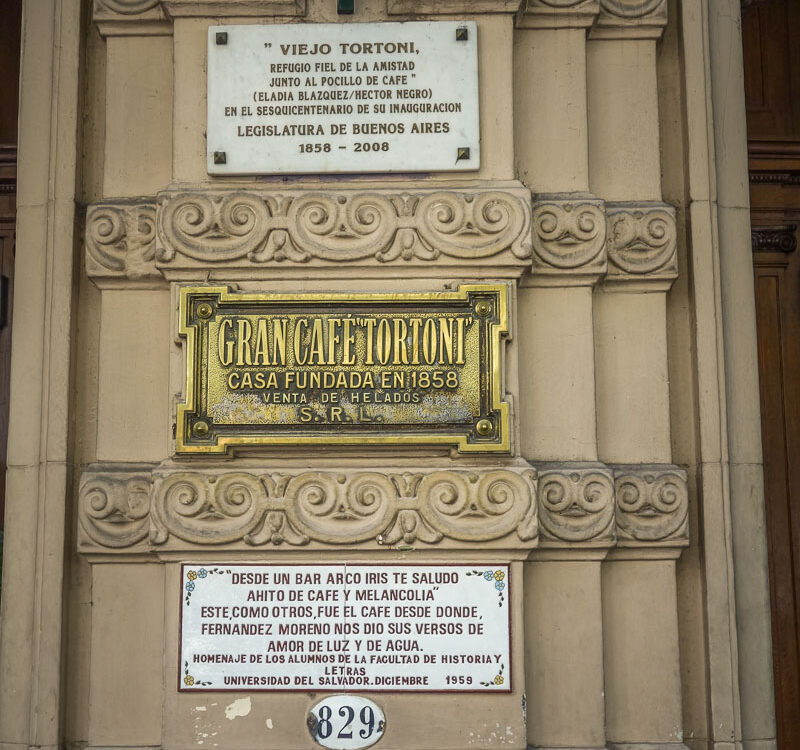 " VIEJO TORTONI,
REFUGIO FIEL DE LA AMISTAD
JUNTO AL POCILLO DE CAFE "
(ELADIA BLAZQUEZ/HECTOR NEGRO)
EN EL SESQUICENTENARIO DE SU INAUGURACION
LEGISLATURA DE BUENOS AIRES
1858 – 2008
GRAN CAFÉ "TORTONI"
CASA FUNDADA EN 1858
VENTA DE HELADOS
S. R. L.
"DESDE UN BAR ARCO IRIS TE SALUDO
AHITO DE CAFE Y MELANCOLIA"
ESTE,COMO OTROS,FUE EL CAFE DESDE DONDE,
FERNANDEZ MORENO NOS DIO SUS VERSOS DE
AMOR DE LUZ Y DE AGUA.
HOMENAJE DE LOS ALUMNOS DE LA FACULTAD DE HISTORIA Y
LETRAS
UNIVERSIDAD DEL SALVADOR.DICIEMBRE 1959
829